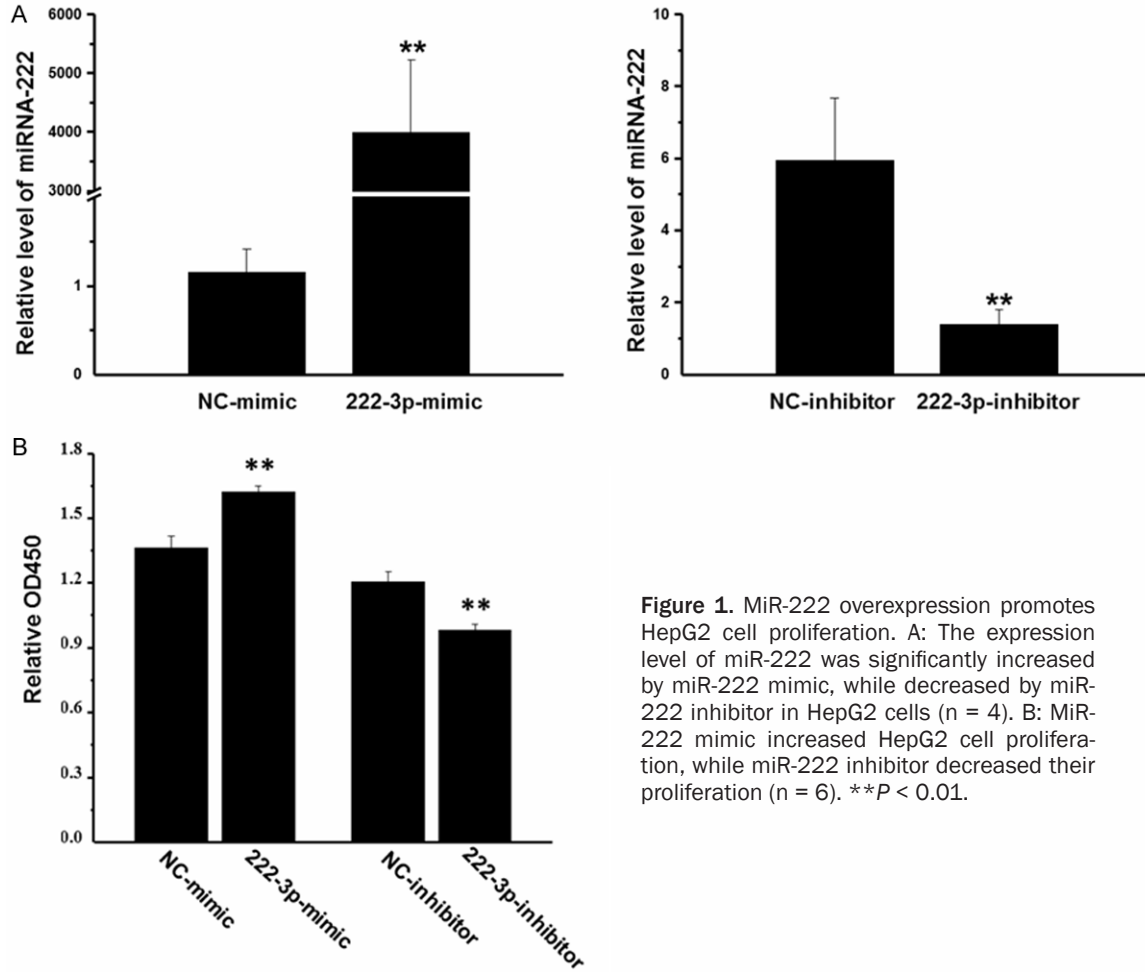 A
Relative level of miRNA-222
6000
5000
4000
3000
1
0
**
NC-mimic
222-3p-mimic
Relative level of miRNA-222
10
8
6
4
2
0
**
NC-inhibitor
222-3p-inhibitor
B
Relative OD450
1.8
1.5
1.2
0.9
0.6
0.3
0.0
**
**
NC-mimic
222-3p-mimic
NC-inhibitor
222-3p-inhibitor
Figure 1. MiR-222 overexpression promotes
HepG2 cell proliferation. A: The expression
level of miR-222 was significantly increased
by miR-222 mimic, while decreased by miR-
222 inhibitor in HepG2 cells (n = 4). B: MiR-
222 mimic increased HepG2 cell prolifera-
tion, while miR-222 inhibitor decreased their
proliferation (n = 6). **P < 0.01.